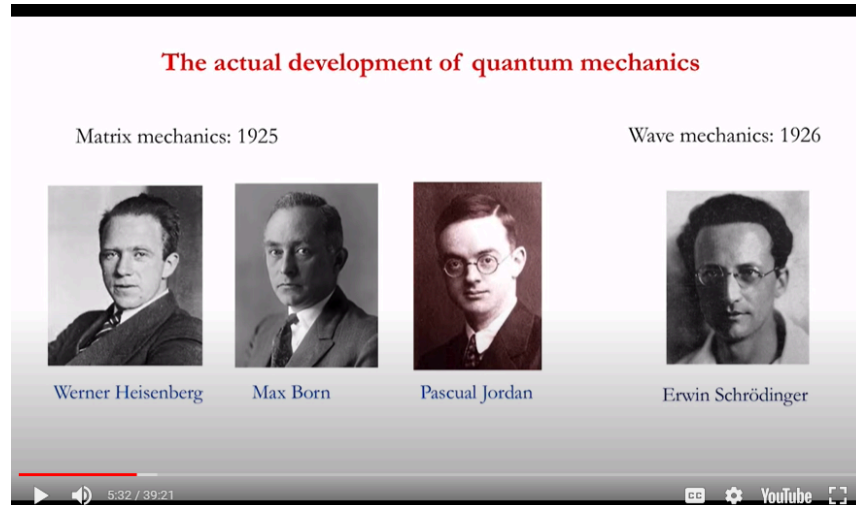 The actual development of quantum mechanics
Matrix mechanics: 1925
Wave mechanics: 1926
Werner Heisenberg
Max Born
Pascual Jordan
Erwin Schrödinger
5:32 / 39:21
CC
YouTube